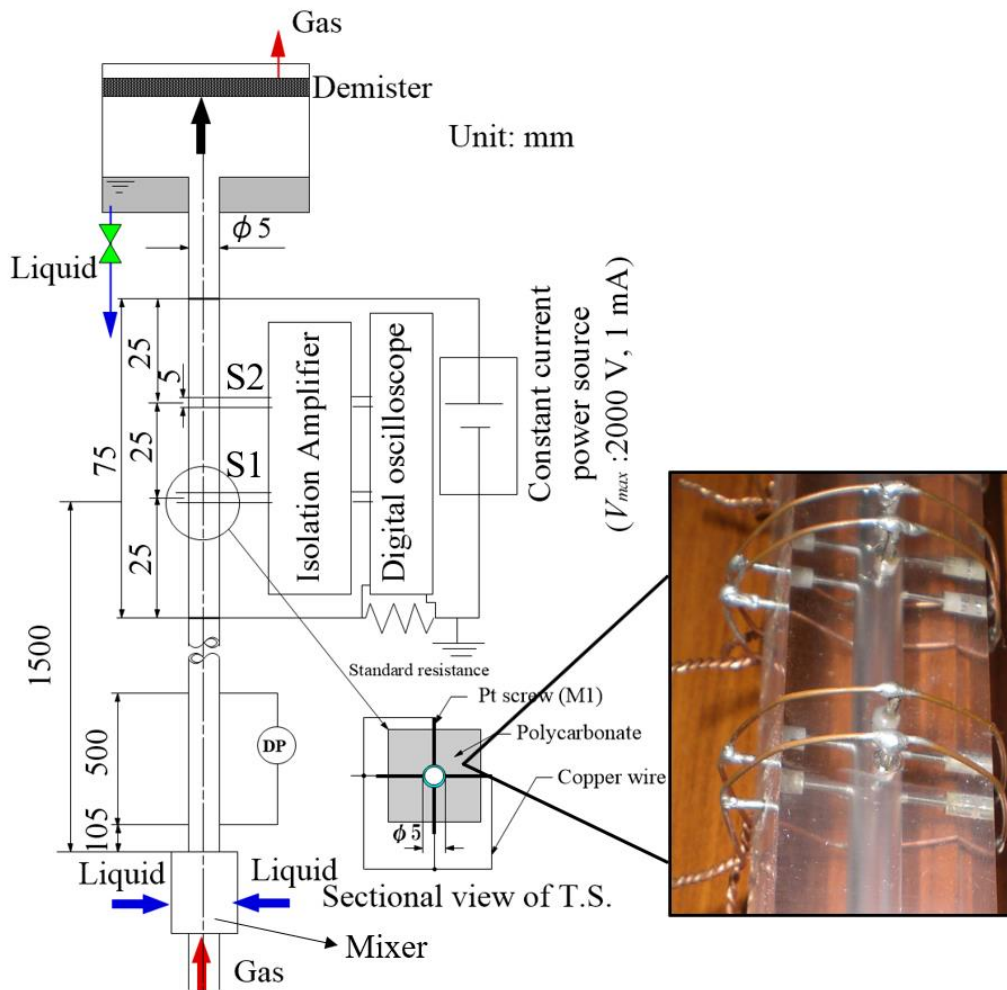 Gas
Demister
Unit: mm
ϕ 5
Liquid
25
5
S2
75
25
S1
25
Isolation Amplifier
Digital oscilloscope
Constant current
power source
(Vmax :2000 V, 1 mA)
1500
Standard resistance
Pt screw (M1)
Polycarbonate
Copper wire
ϕ 5
500
DP
105
Liquid
Liquid
Sectional view of T.S.
Mixer
Gas